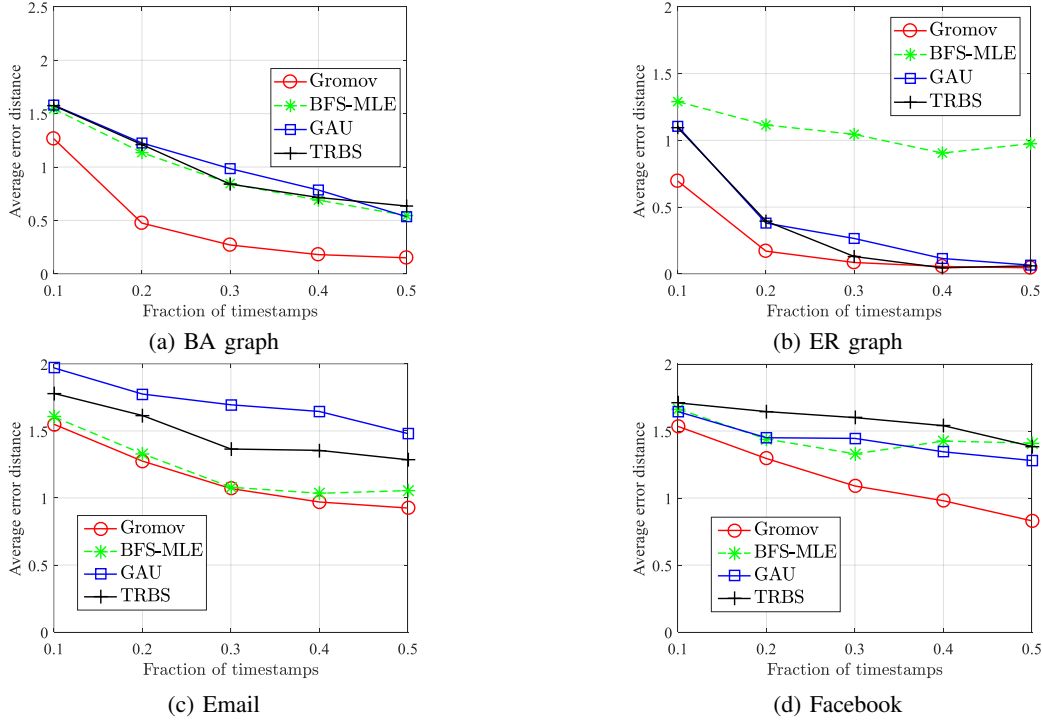 2.5
2
1.5
1
0.5
0
Average error distance
0.1 0.2 0.3 0.4 0.5
Fraction of timestamps
Gromov
BFS-MLE
GAU
TRBS
(a) BA graph
2
1.5
1
0.5
0
Average error distance
0.1 0.2 0.3 0.4 0.5
Fraction of timestamps
Gromov
BFS-MLE
GAU
TRBS
(b) ER graph
2
1.5
1
0.5
0
Average error distance
0.1 0.2 0.3 0.4 0.5
Fraction of timestamps
Gromov
BFS-MLE
GAU
TRBS
(c) Email
2
1.5
1
0.5
0
Average error distance
0.1 0.2 0.3 0.4 0.5
Fraction of timestamps
Gromov
BFS-MLE
GAU
TRBS
(d) Facebook